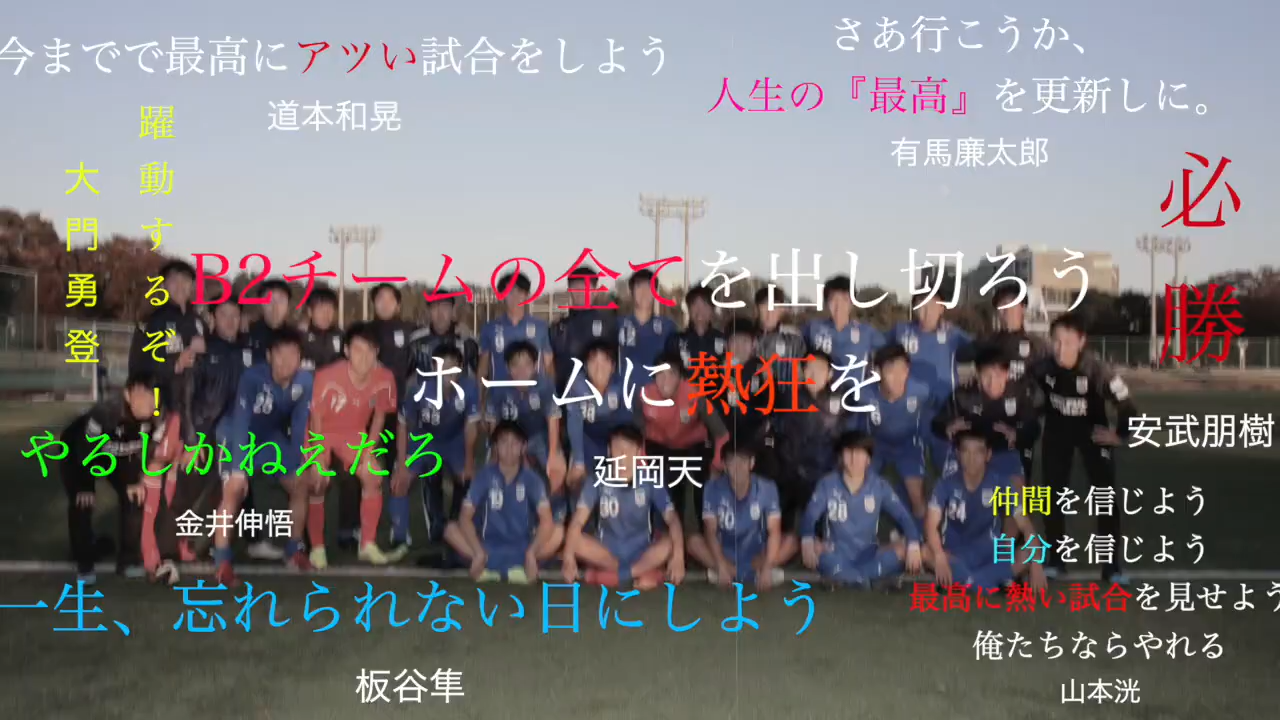 今までで最高にアツい試合をしよう
道本和晃
さあ行こうか、
人生の『最高』を更新しに。
有馬廉太郎
躍動するぞ！
大門勇登
必勝
安武朋樹
B2チームの全てを出し切ろう
ホームに熱狂を
延岡天
やるしかねえだろ
金井伸悟
仲間を信じよう
自分を信じよう
最高に熱い試合を見せよう
俺たちならやれる
山本洸
一生、忘れられない日にしよう
板谷隼
19
30
20
28
24